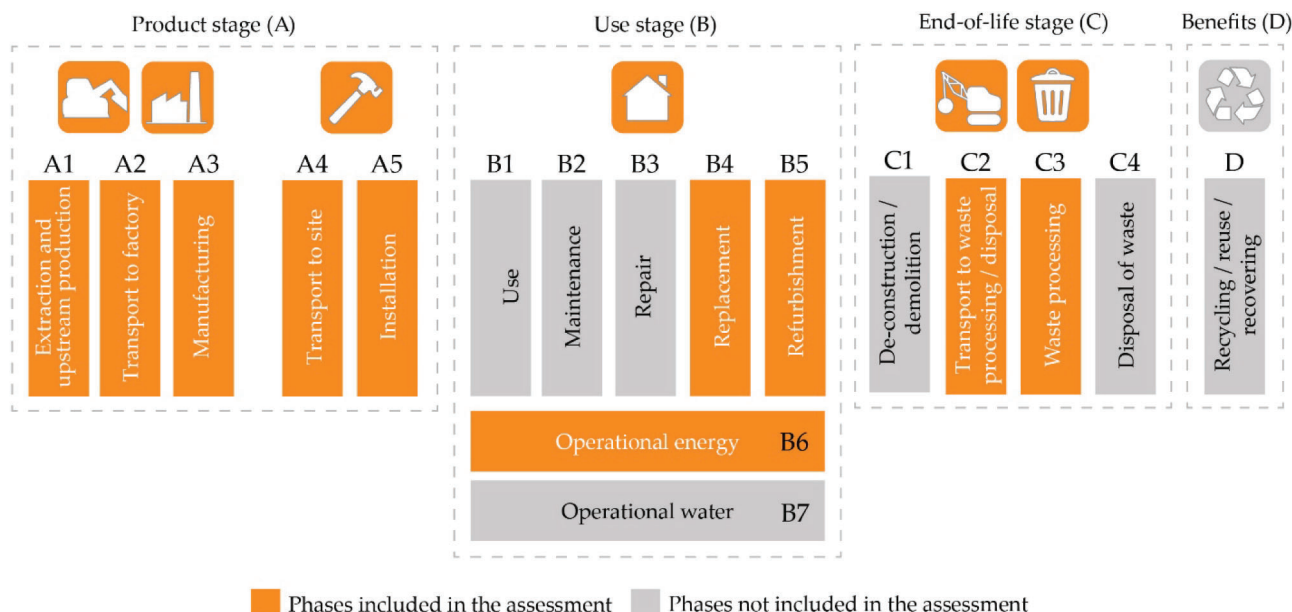 Product stage (A)
Use stage (B)
End-of-life stage (C)
Benefits (D)
A1
A2
A3
A4
A5
B1
B2
B3
B4
B5
C1
C2
C3
C4
D
Extraction and
upstream production
Transport to factory
Manufacturing
Transport to site
Installation
Use
Maintenance
Repair
Replacement
Refurbishment
De-construction /
demolition
Transport to waste
processing / disposal
Waste processing
Disposal of waste
Recycling / reuse /
recovering
Operational energy B6
Operational water B7
Phases included in the assessment
Phases not included in the assessment